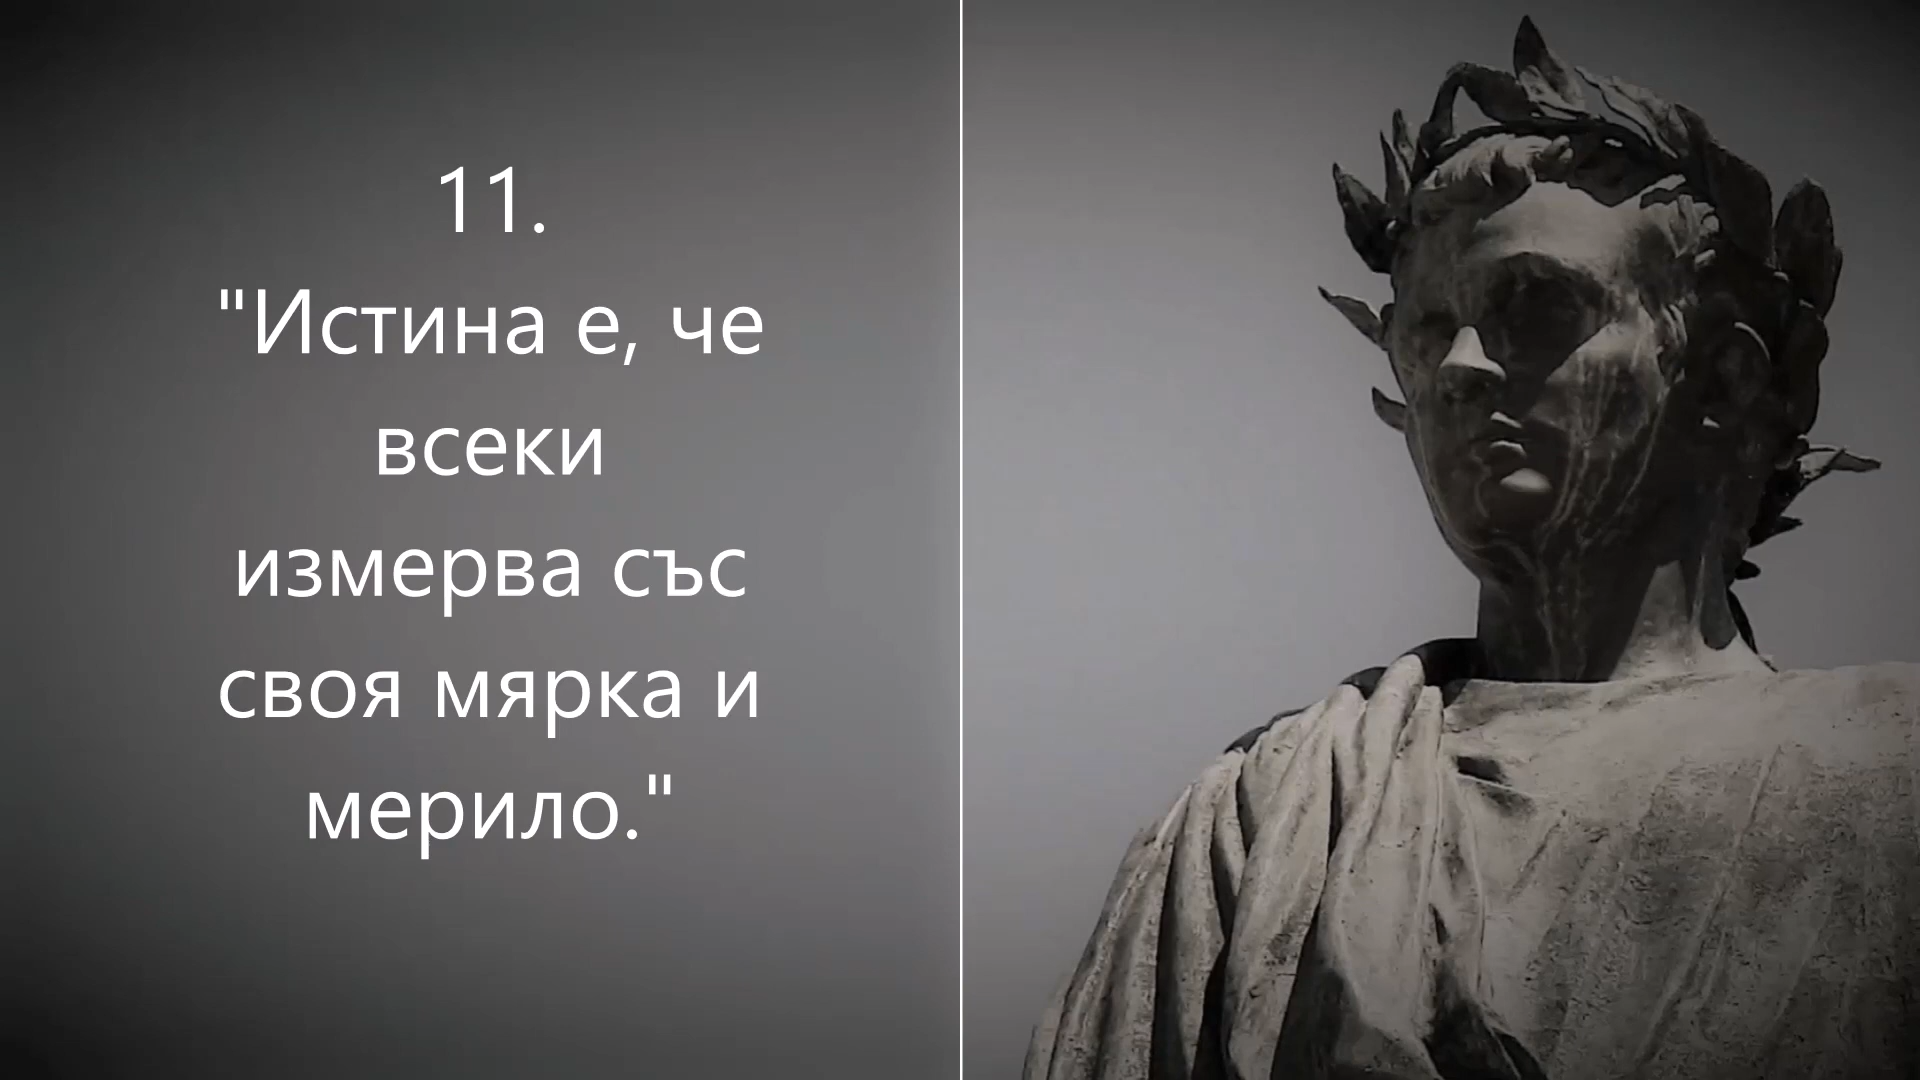 11.
"Истина е, че
всеки
измерва със
своя мярка и
мерило."